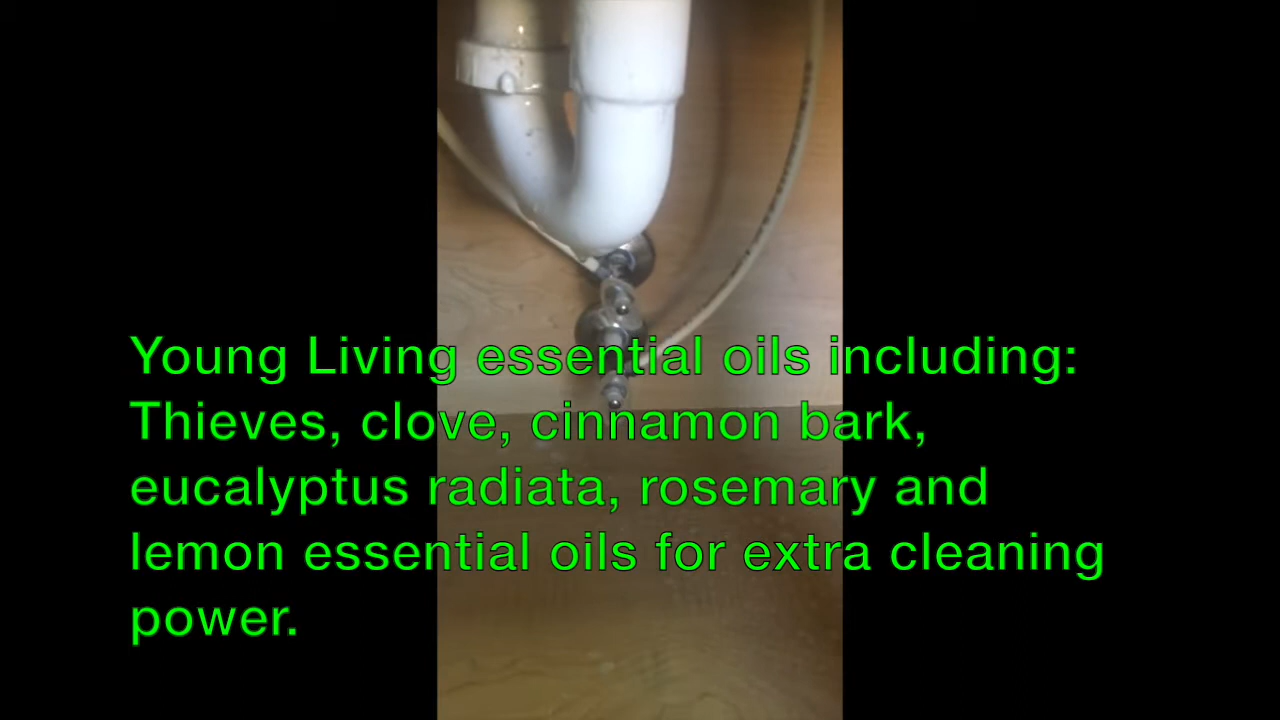 Young Living essential oils including:
Thieves, clove, cinnamon bark,
eucalyptus radiata, rosemary and
lemon essential oils for extra cleaning
power.